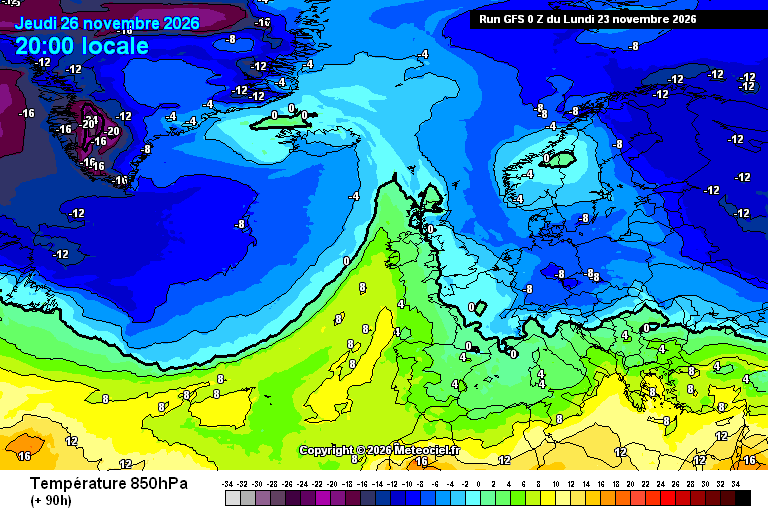 Jeudi 26 novembre 2026
20:00 locale
Run GFS 0 Z du Lundi 23 novembre 2026
Copyright © 2026 Meteociel.fr
Température 850hPa
(+ 90h)
-34 -32 -30 -28 -26 -24 -22 -20 -18 -16 -14 -12 -10 -8 -6 -4 -2 0 2 4 6 8 10 12 14 16 18 20 22 24 26 28 30 32 34